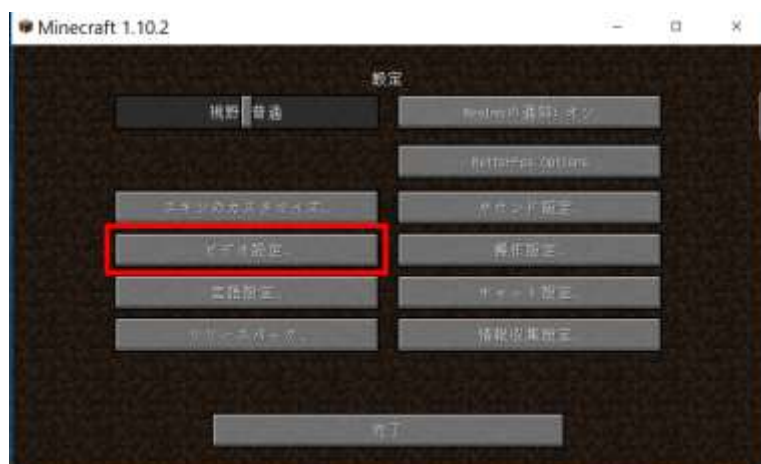 Minecraft 1.10.2
設定
視野 普通
Realmsの通知: オン
BetterFps Options
スキンのカスタマイズ...
サウンド設定...
ビデオ設定...
操作設定...
言語設定...
チャット設定...
リソースパック...
情報収集設定...
完了